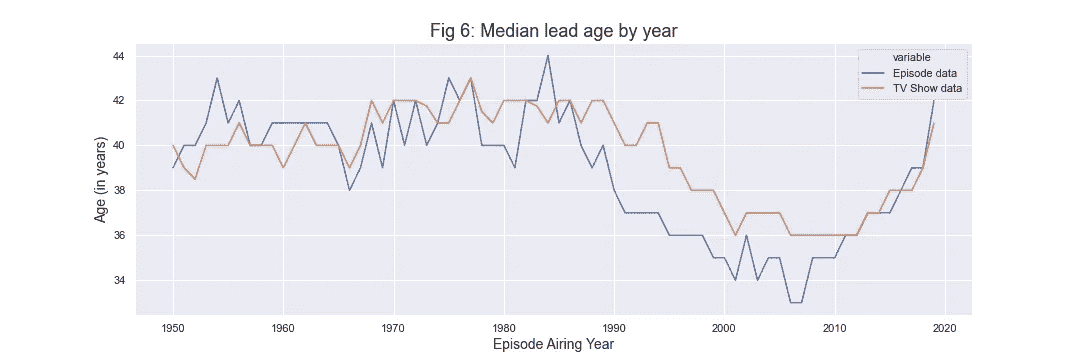 Fig 6: Median lead age by year
variable
Episode data
TV Show data
Age (in years)
44
42
40
38
36
34
1950
1960
1970
1980
1990
2000
2010
2020
Episode Airing Year